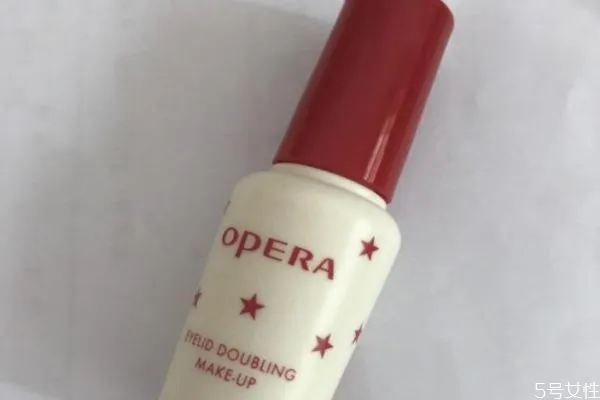 OPERA
EYELID DOUBLING
MAKE-UP
5号女性